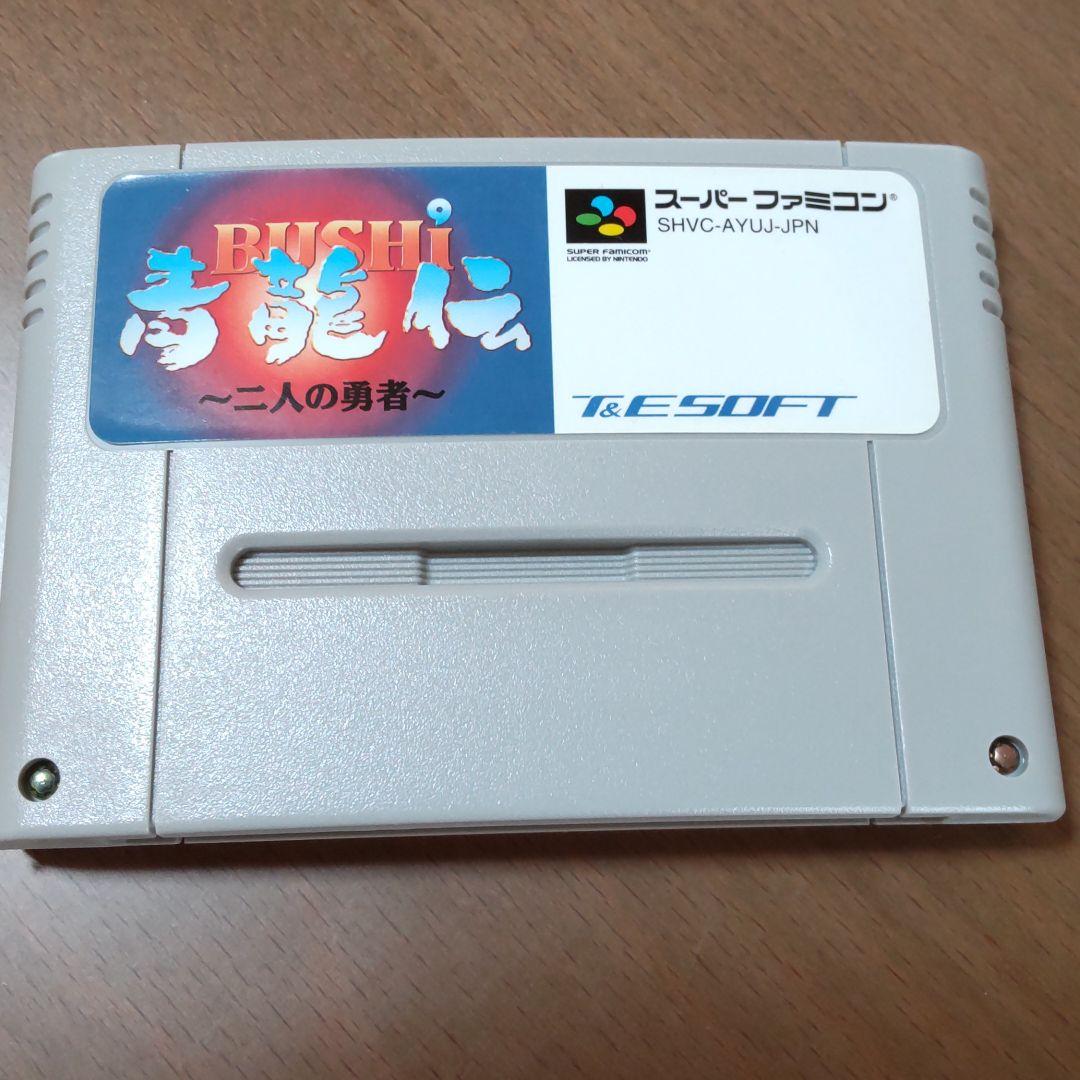 BUSHi
青龍伝
～二人の勇者～
スーパーファミコン®
SHVC-AYUJ-JPN
SUPER FAMICOM™
LICENSED BY NINTENDO
T&E SOFT